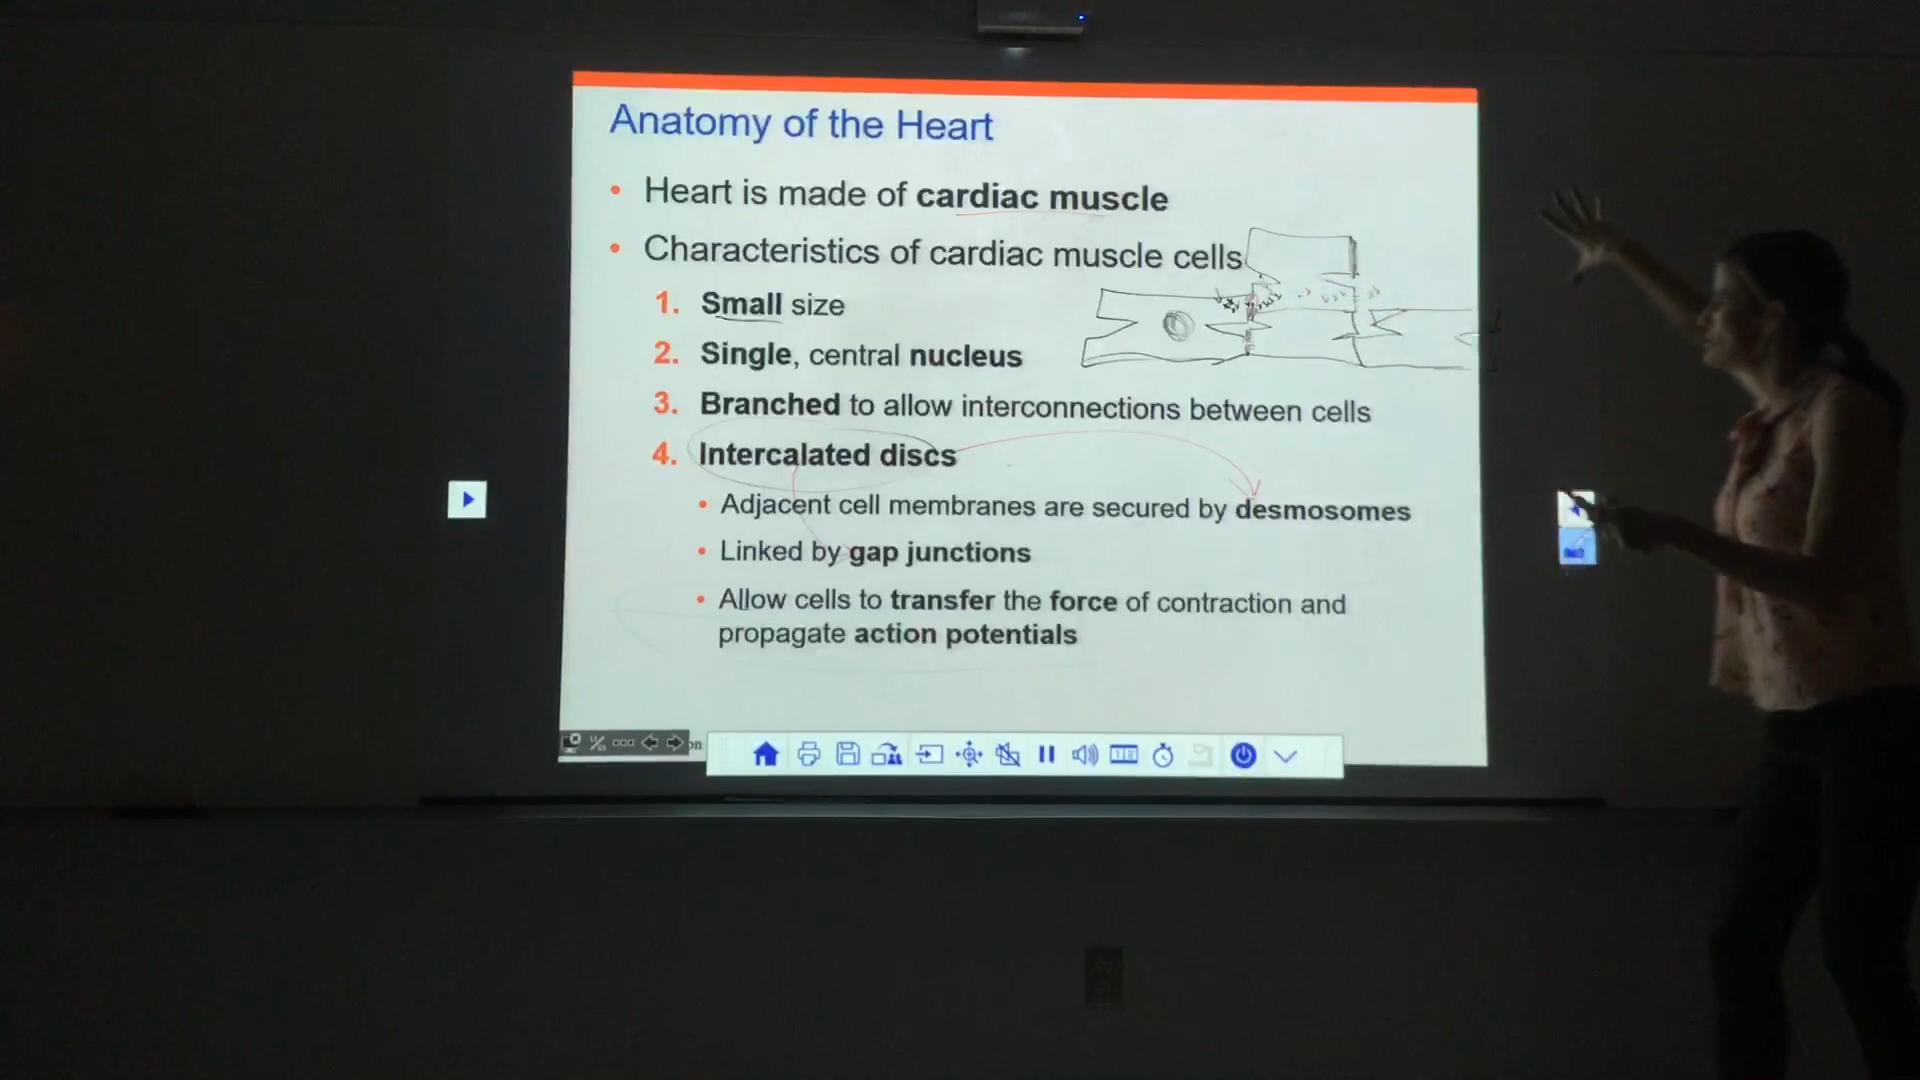 Anatomy of the Heart
• Heart is made of cardiac muscle
• Characteristics of cardiac muscle cells
1. Small size
2. Single, central nucleus
3. Branched to allow interconnections between cells
4. Intercalated discs
• Adjacent cell membranes are secured by desmosomes
• Linked by gap junctions
• Allow cells to transfer the force of contraction and
propagate action potentials
on